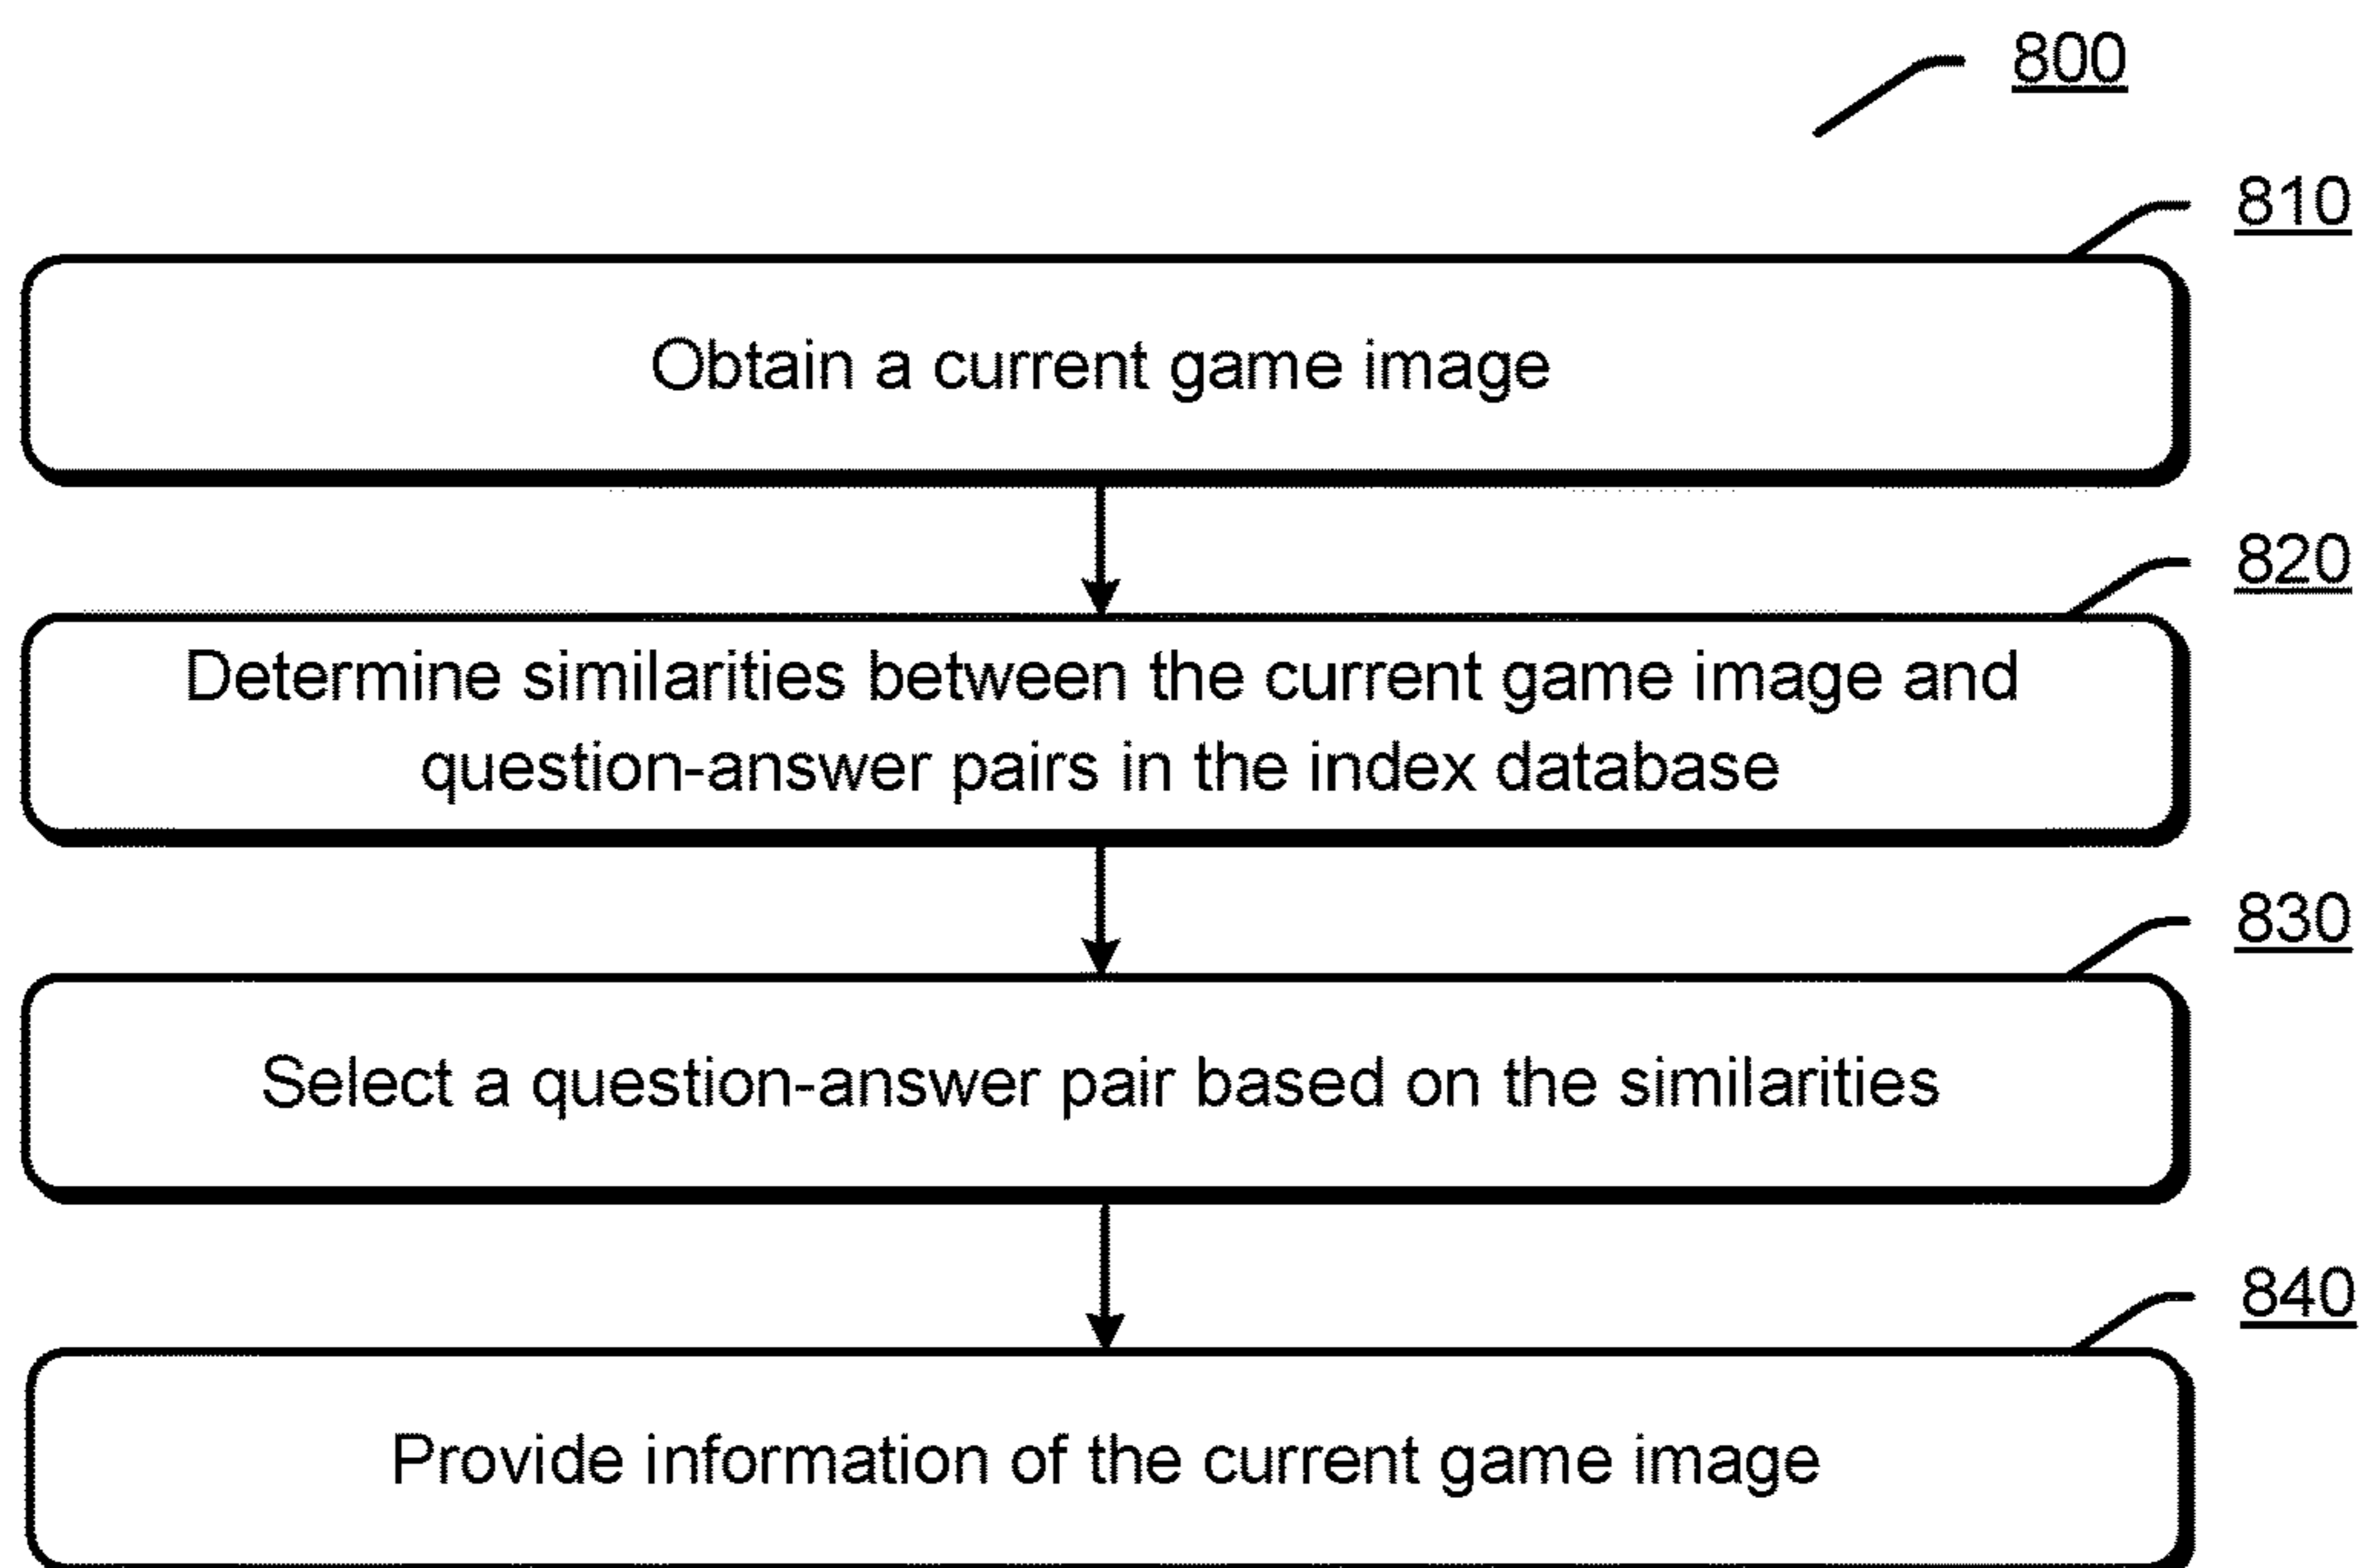 800
810
Obtain a current game image
820
Determine similarities between the current game image and
question-answer pairs in the index database
830
Select a question-answer pair based on the similarities
840
Provide information of the current game image